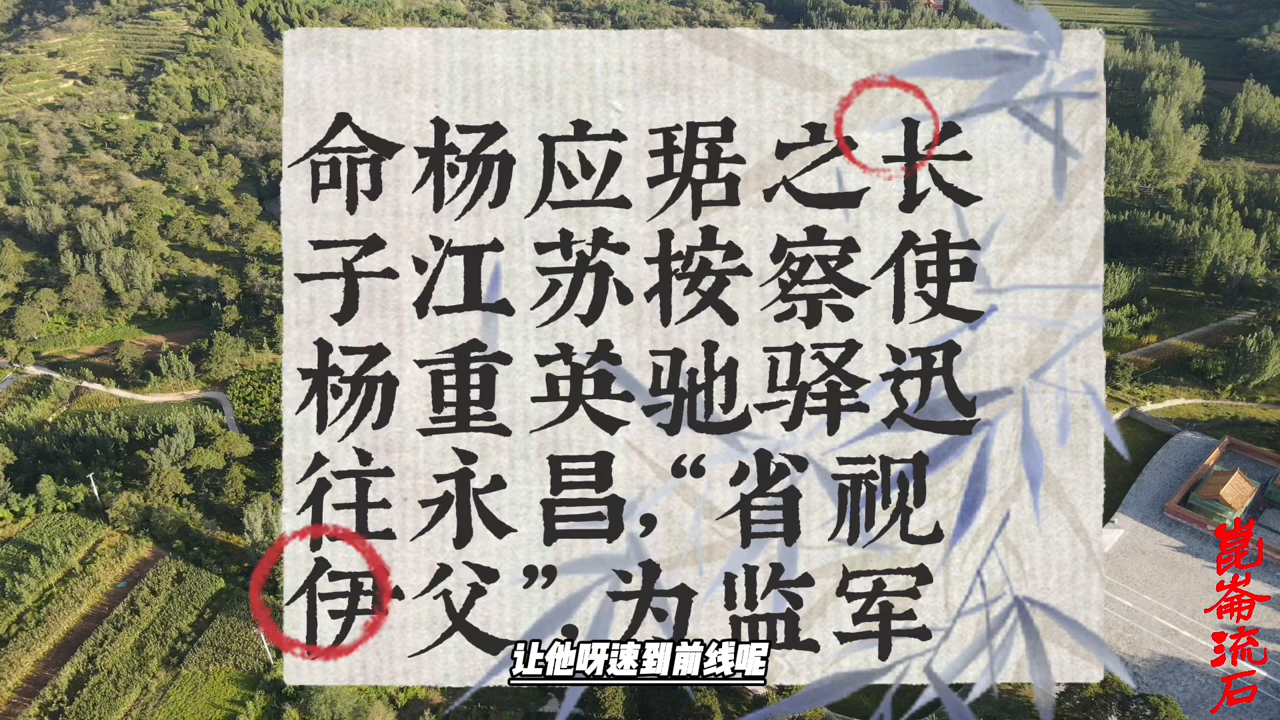 命杨应琚之长
子江苏按察使
杨重英驰驿迅
往永昌，“省视
伊父”，为监军
让他呀速到前线呢
崑崙流石